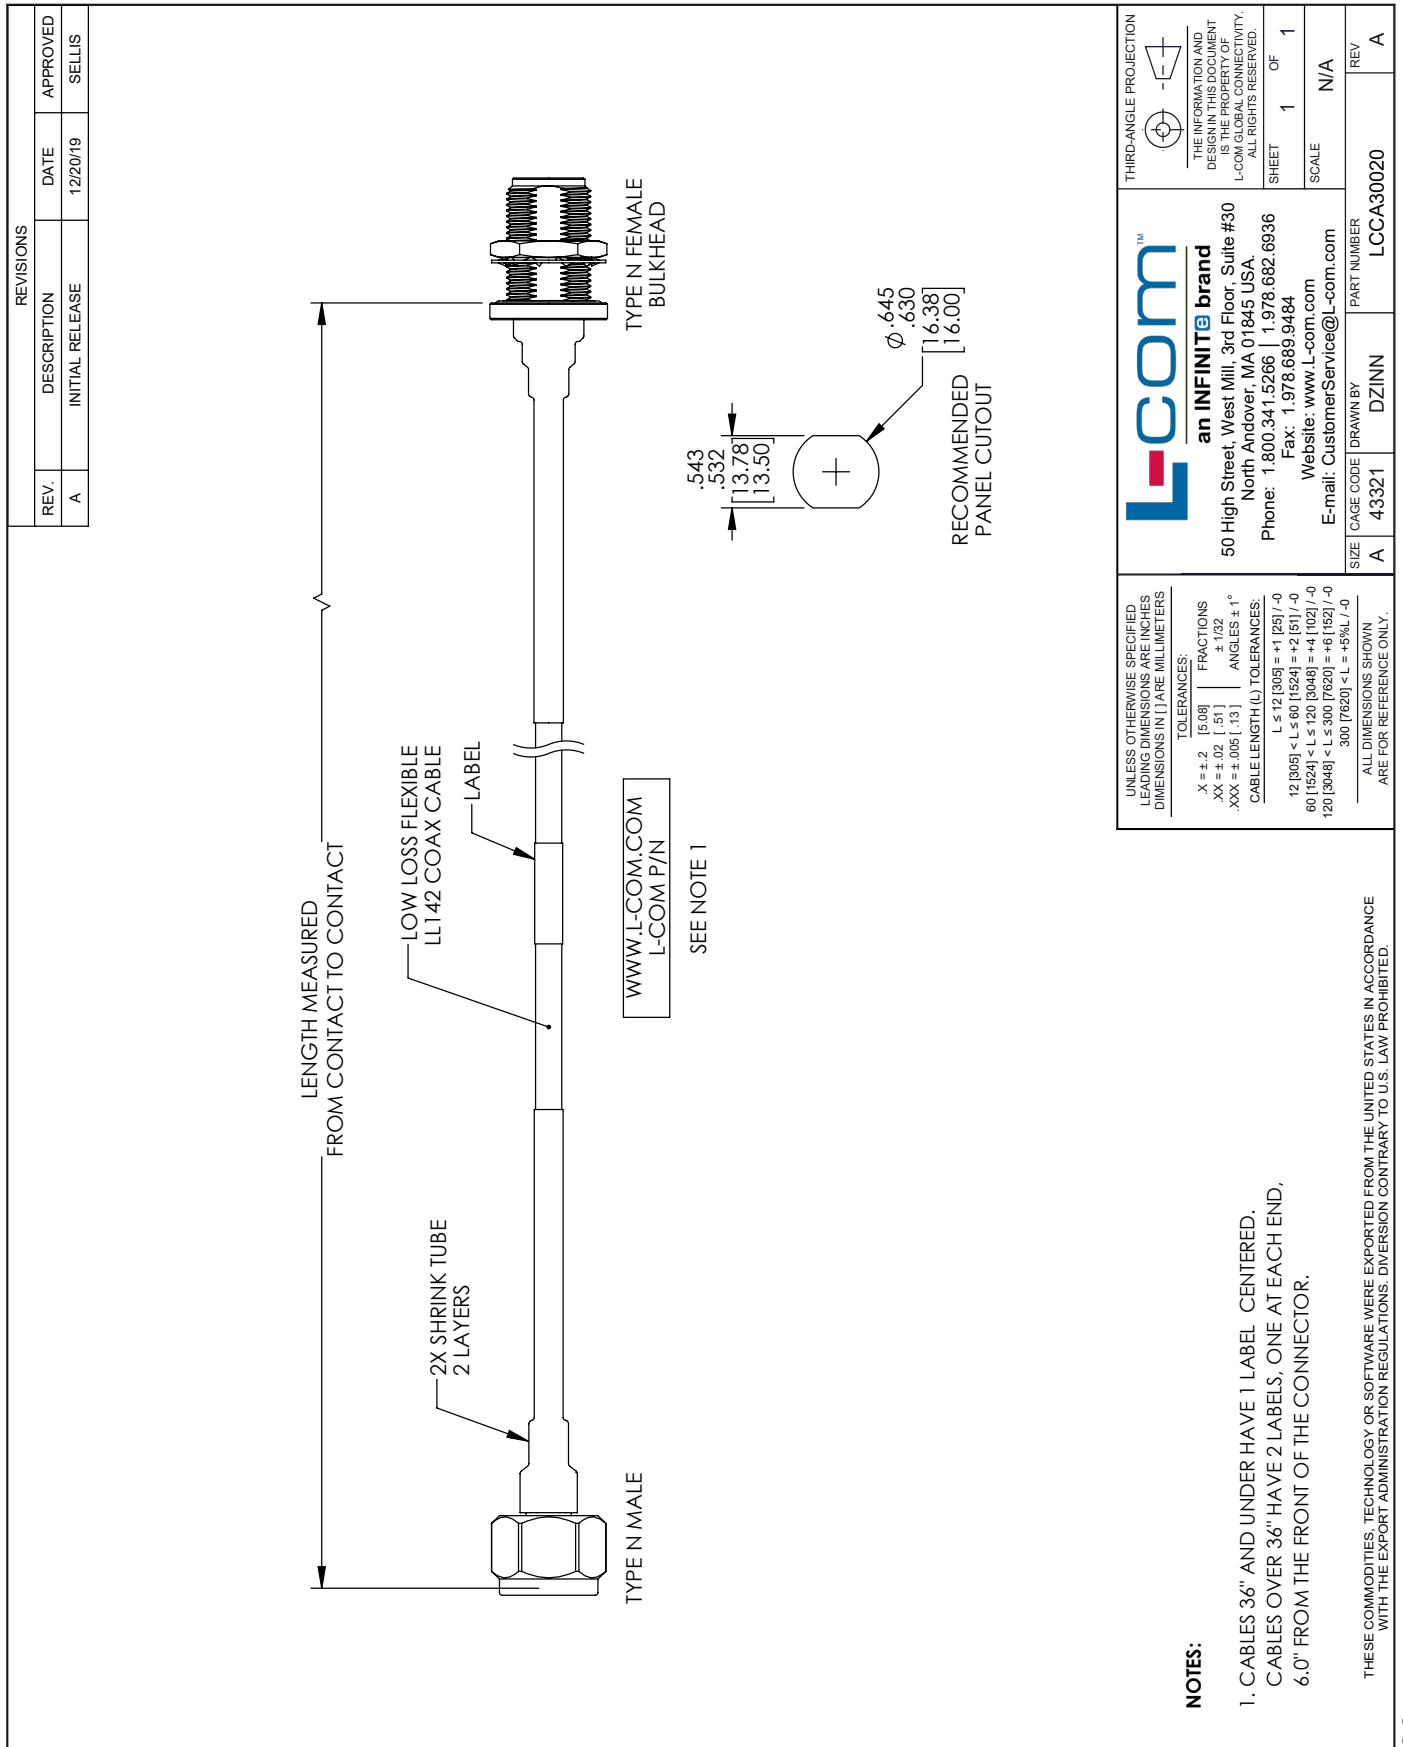 REVISIONS
REV.
DESCRIPTION
DATE
APPROVED
A
INITIAL RELEASE
12/20/19
SELLIS
LENGTH MEASURED
FROM CONTACT TO CONTACT
2X SHRINK TUBE
2 LAYERS
LOW LOSS FLEXIBLE
LL142 COAX CABLE
LABEL
TYPE N MALE
WWW.L-COM.COM
L-COM P/N
SEE NOTE 1
TYPE N FEMALE
BULKHEAD
.543
.532
[13.78]
[13.50]
Ø .645
.630
[16.38]
[16.00]
RECOMMENDED
PANEL CUTOUT
NOTES:
1. CABLES 36" AND UNDER HAVE 1 LABEL CENTERED.
CABLES OVER 36" HAVE 2 LABELS, ONE AT EACH END,
6.0" FROM THE FRONT OF THE CONNECTOR.
THESE COMMODITIES, TECHNOLOGY OR SOFTWARE WERE EXPORTED FROM THE UNITED STATES IN ACCORDANCE
WITH THE EXPORT ADMINISTRATION REGULATIONS. DIVERSION CONTRARY TO U.S. LAW PROHIBITED.
UNLESS OTHERWISE SPECIFIED
LEADING DIMENSIONS ARE INCHES
DIMENSIONS IN [ ] ARE MILLIMETERS
TOLERANCES:
.X = ±.2 [5.08]
.XX = ±.02 [.51]
.XXX = ±.005 [.13]
FRACTIONS
± 1/32
ANGLES ± 1°
CABLE LENGTH (L) TOLERANCES:
L ≤ 12 [305] = +1 [25] / -0
12 [305] < L ≤ 60 [1524] = +2 [51] / -0
60 [1524] < L ≤ 120 [3048] = +4 [102] / -0
120 [3048] < L ≤ 300 [7620] = +6 [152] / -0
300 [7620] < L = +5%L / -0
ALL DIMENSIONS SHOWN
ARE FOR REFERENCE ONLY.
L-com™
an INFINITe brand
50 High Street, West Mill, 3rd Floor, Suite #30
North Andover, MA 01845 USA.
Phone: 1.800.341.5266 | 1.978.682.6936
Fax: 1.978.689.9484
Website: www.L-com.com
E-mail: CustomerService@L-com.com
THIRD-ANGLE PROJECTION
THE INFORMATION AND
DESIGN IN THIS DOCUMENT
IS THE PROPERTY OF
L-COM GLOBAL CONNECTIVITY.
ALL RIGHTS RESERVED.
SHEET
1 OF 1
SCALE
N/A
SIZE
A
CAGE CODE
43321
DRAWN BY
DZINN
PART NUMBER
LCCA30020
REV
A